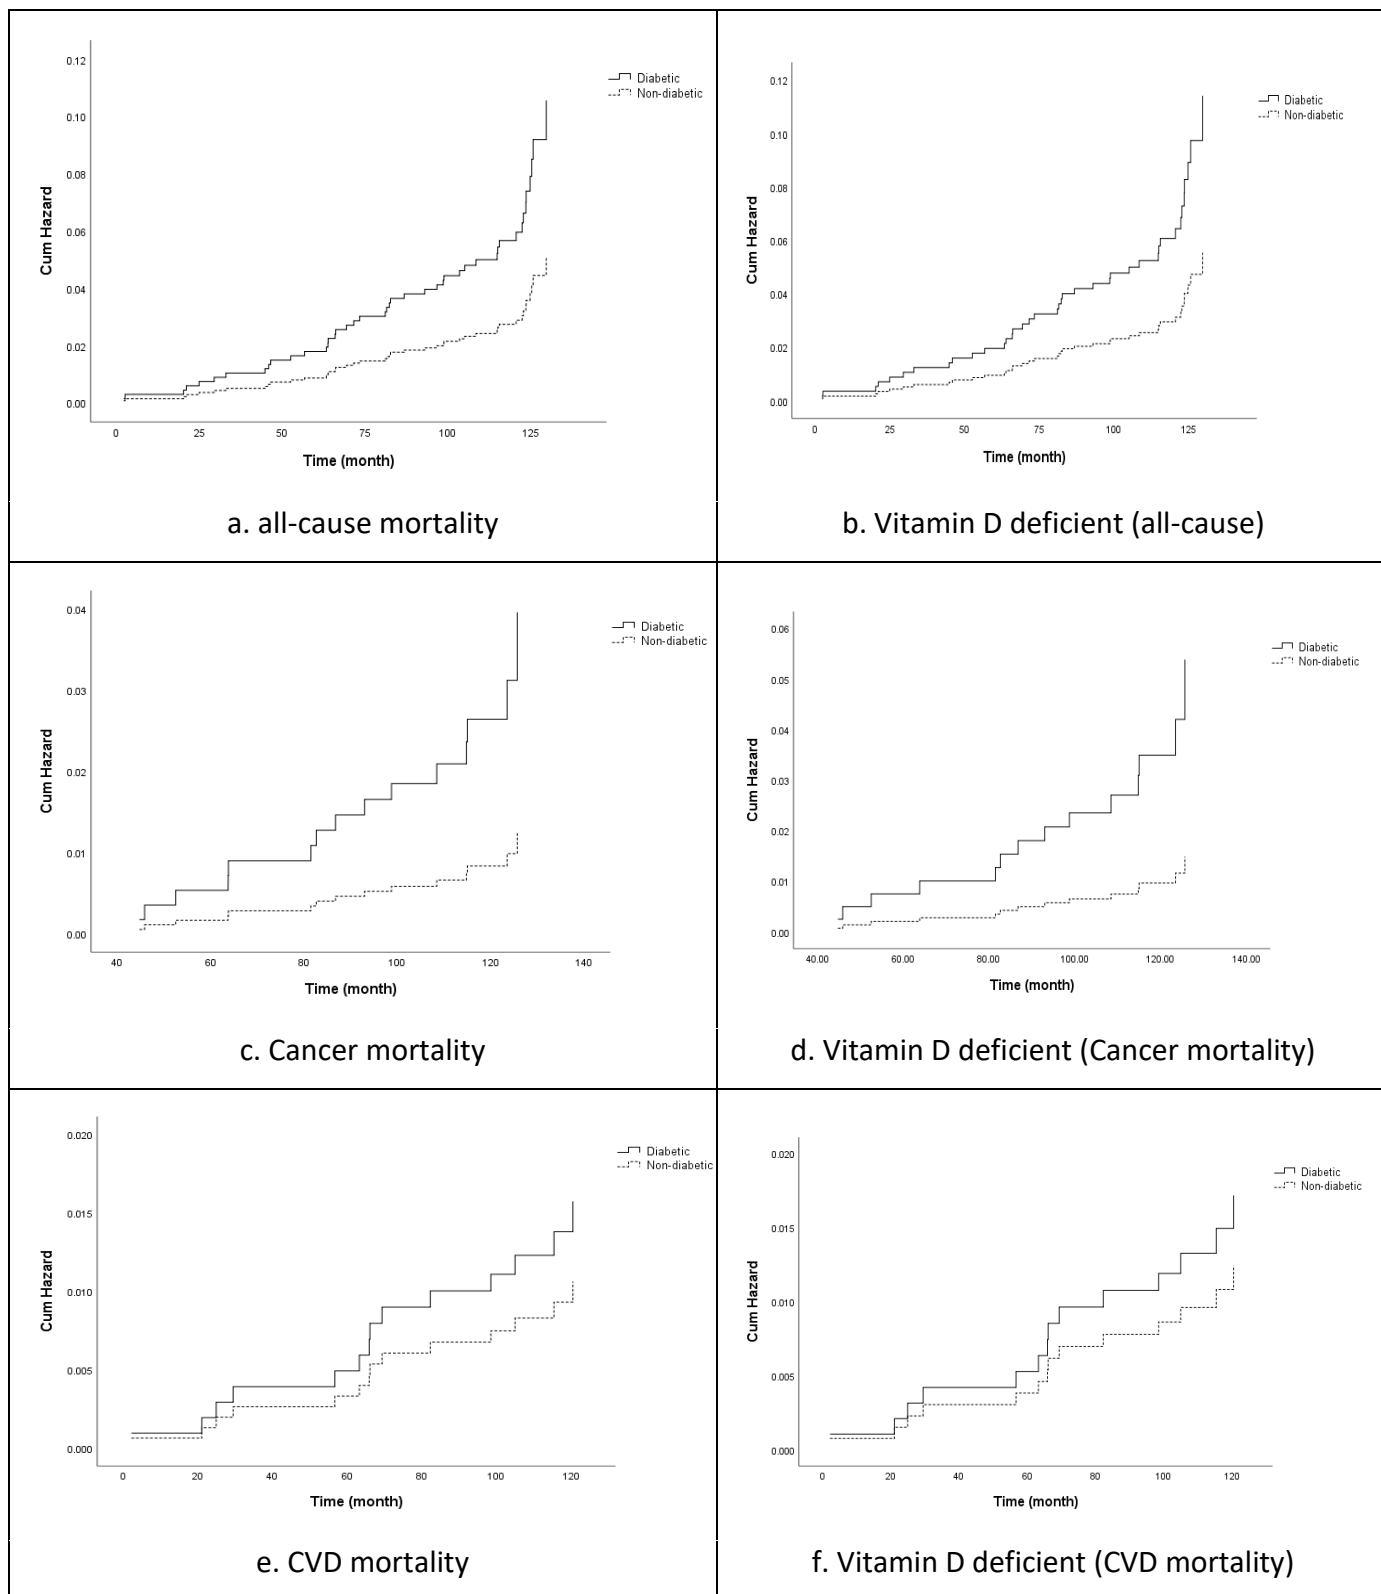 0.12
0.10
0.08
0.06
0.04
0.02
0.00
Cum Hazard
Diabetic
Non-diabetic
0 25 50 75 100 125
Time (month)
a. all-cause mortality
0.12
0.10
0.08
0.06
0.04
0.02
0.00
Cum Hazard
Diabetic
Non-diabetic
0 25 50 75 100 125
Time (month)
b. Vitamin D deficient (all-cause)
0.04
0.03
0.02
0.01
0.00
Cum Hazard
Diabetic
Non-diabetic
40 60 80 100 120 140
Time (month)
c. Cancer mortality
0.06
0.05
0.04
0.03
0.02
0.01
0.00
Cum Hazard
Diabetic
Non-diabetic
40.00 60.00 80.00 100.00 120.00 140.00
Time (month)
d. Vitamin D deficient (Cancer mortality)
0.020
0.015
0.010
0.005
0.000
Cum Hazard
Diabetic
Non-diabetic
0 20 40 60 80 100 120
Time (month)
e. CVD mortality
0.020
0.015
0.010
0.005
0.000
Cum Hazard
Diabetic
Non-diabetic
0 20 40 60 80 100 120
Time (month)
f. Vitamin D deficient (CVD mortality)